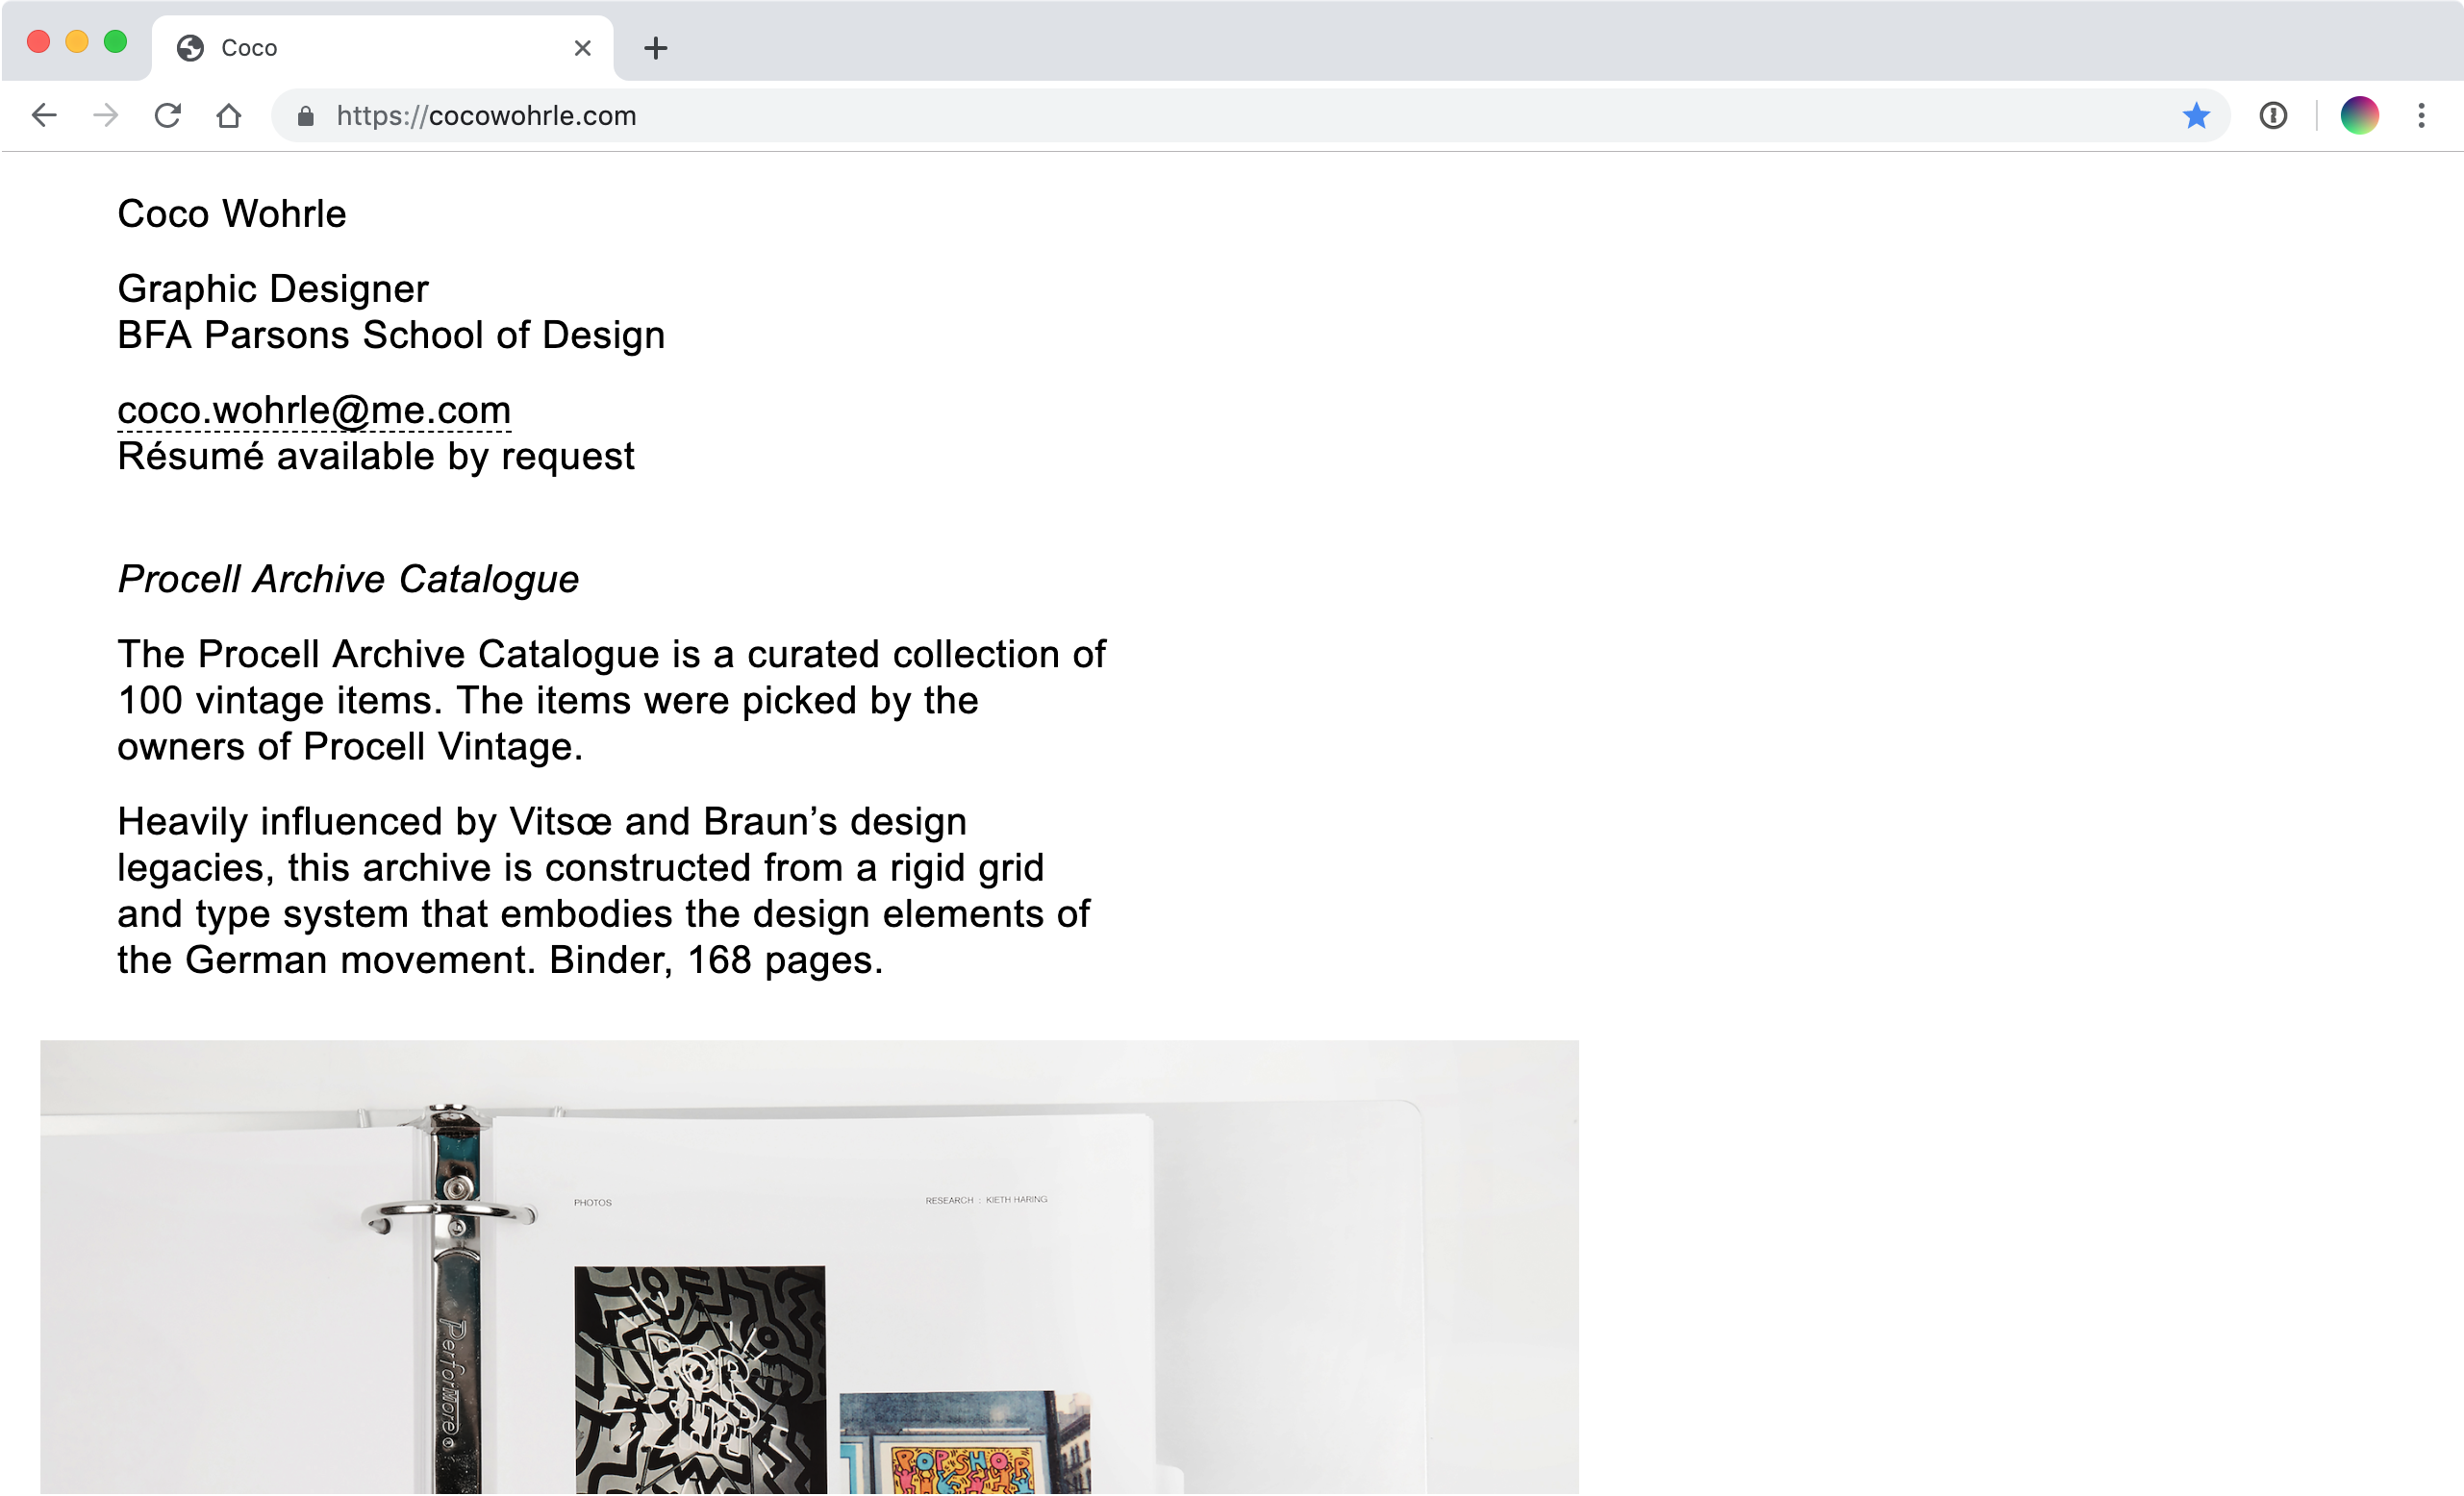 Coco
https://cocowohrle.com
Coco Wohrle
Graphic Designer
BFA Parsons School of Design
coco.wohrle@me.com
Résumé available by request
Procell Archive Catalogue
The Procell Archive Catalogue is a curated collection of
100 vintage items. The items were picked by the
owners of Procell Vintage.
Heavily influenced by Vitsœ and Braun’s design
legacies, this archive is constructed from a rigid grid
and type system that embodies the design elements of
the German movement. Binder, 168 pages.
PHOTOS
RESEARCH : KIETH HARING
PerforMore®
POP SHOP